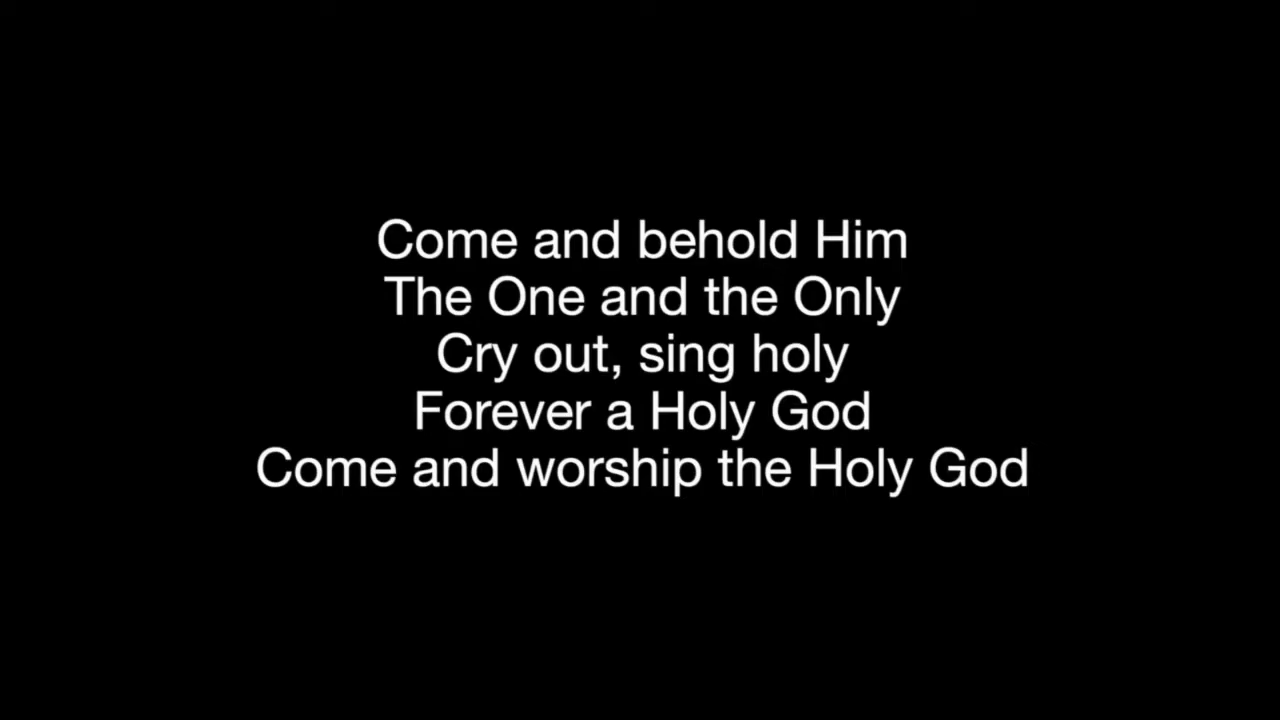 Come and behold Him
The One and the Only
Cry out, sing holy
Forever a Holy God
Come and worship the Holy God